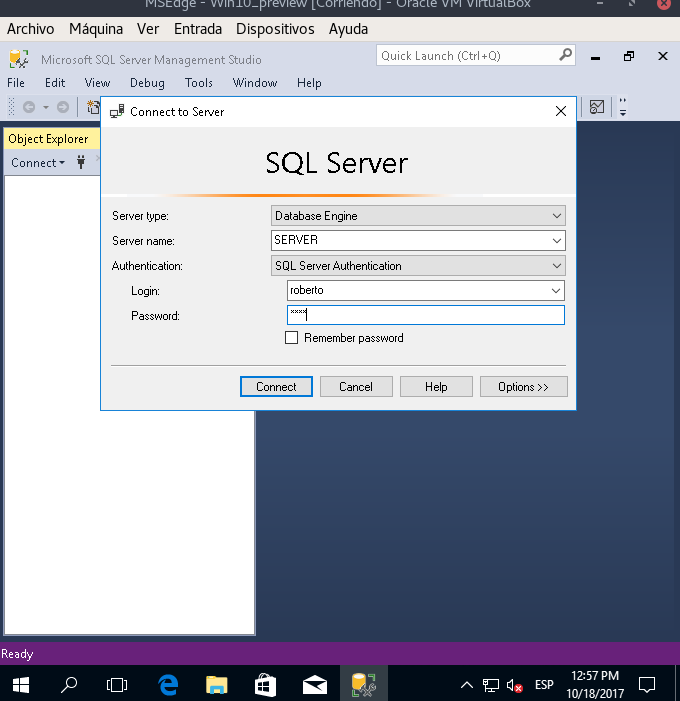 MSEdge - Win10_preview [Corriendo] - Oracle VM VirtualBox
Archivo Máquina Ver Entrada Dispositivos Ayuda
Microsoft SQL Server Management Studio
Quick Launch (Ctrl+Q)
File Edit View Debug Tools Window Help
Connect to Server
Object Explorer
Connect
SQL Server
Server type: Database Engine
Server name: SERVER
Authentication: SQL Server Authentication
Login: roberto
Password: ****
Remember password
Connect Cancel Help Options >>
Ready
ESP
12:57 PM
10/18/2017